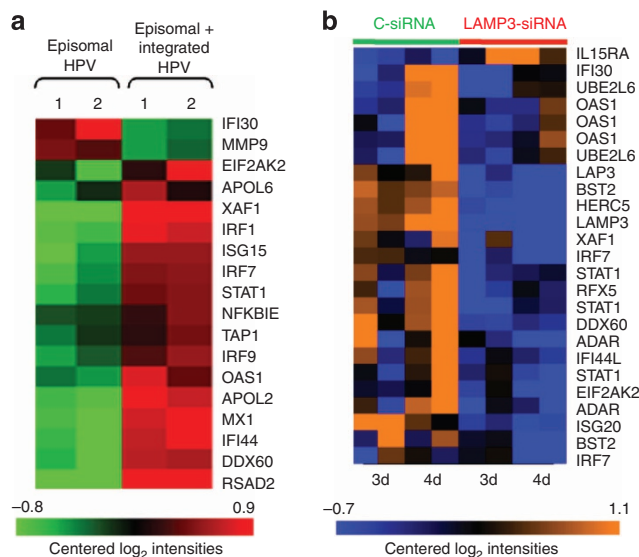 a
Episomal HPV
Episomal + integrated HPV
1 2 1 2
IFI30
MMP9
EIF2AK2
APOL6
XAF1
IRF1
ISG15
IRF7
STAT1
NFKBIE
TAP1
IRF9
OAS1
APOL2
MX1
IFI44
DDX60
RSAD2
–0.8 0.9
Centered log2 intensities
b
C-siRNA LAMP3-siRNA
IL15RA
IFI30
UBE2L6
OAS1
OAS1
OAS1
UBE2L6
LAP3
BST2
HERC5
LAMP3
XAF1
IRF7
STAT1
RFX5
STAT1
DDX60
ADAR
IFI44L
STAT1
EIF2AK2
ADAR
ISG20
BST2
IRF7
3d 4d 3d 4d
–0.7 1.1
Centered log2 intensities